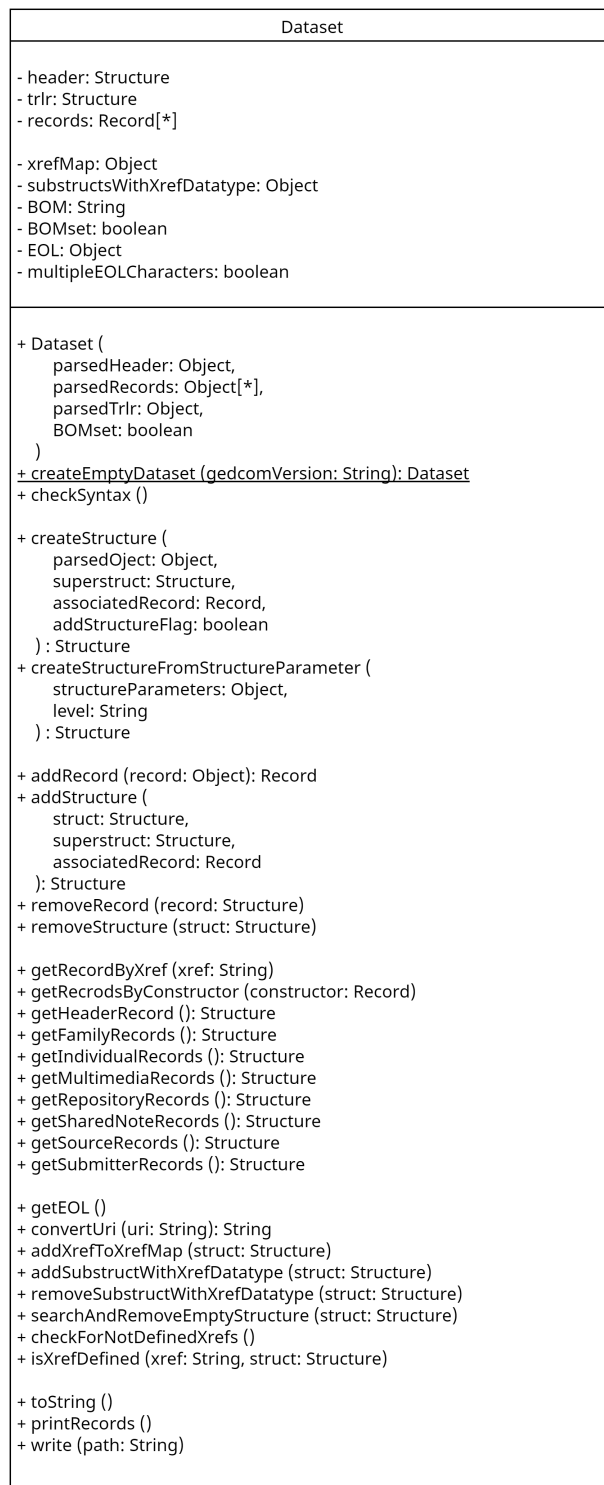 Dataset
- header: Structure
- trlr: Structure
- records: Record[*]
- xrefMap: Object
- substructsWithXrefDatatype: Object
- BOM: String
- BOMset: boolean
- EOL: Object
- multipleEOLCharacters: boolean
+ Dataset (
parsedHeader: Object,
parsedRecords: Object[*],
parsedTrlr: Object,
BOMset: boolean
)
+ createEmptyDataset (gedcomVersion: String): Dataset
+ checkSyntax ()
+ createStructure (
parsedOject: Object,
superstruct: Structure,
associatedRecord: Record,
addStructureFlag: boolean
) : Structure
+ createStructureFromStructureParameter (
structureParameters: Object,
level: String
) : Structure
+ addRecord (record: Object): Record
+ addStructure (
struct: Structure,
superstruct: Structure,
associatedRecord: Record
): Structure
+ removeRecord (record: Structure)
+ removeStructure (struct: Structure)
+ getRecordByXref (xref: String)
+ getRecrodsByConstructor (constructor: Record)
+ getHeaderRecord (): Structure
+ getFamilyRecords (): Structure
+ getIndividualRecords (): Structure
+ getMultimediaRecords (): Structure
+ getRepositoryRecords (): Structure
+ getSharedNoteRecords (): Structure
+ getSourceRecords (): Structure
+ getSubmitterRecords (): Structure
+ getEOL ()
+ convertUri (uri: String): String
+ addXrefToXrefMap (struct: Structure)
+ addSubstructWithXrefDatatype (struct: Structure)
+ removeSubstructWithXrefDatatype (struct: Structure)
+ searchAndRemoveEmptyStructure (struct: Structure)
+ checkForNotDefinedXrefs ()
+ isXrefDefined (xref: String, struct: Structure)
+ toString ()
+ printRecords ()
+ write (path: String)